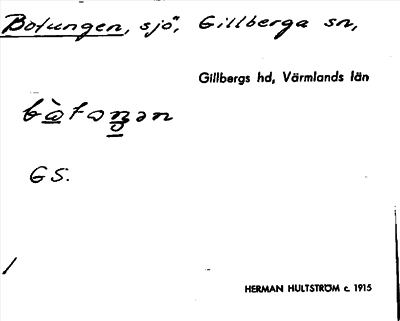 Botungen, sjö, Gillberga sn,
Gillbergs hd, Värmlands län
GS.
/
HERMAN HULTSTRÖM c. 1915